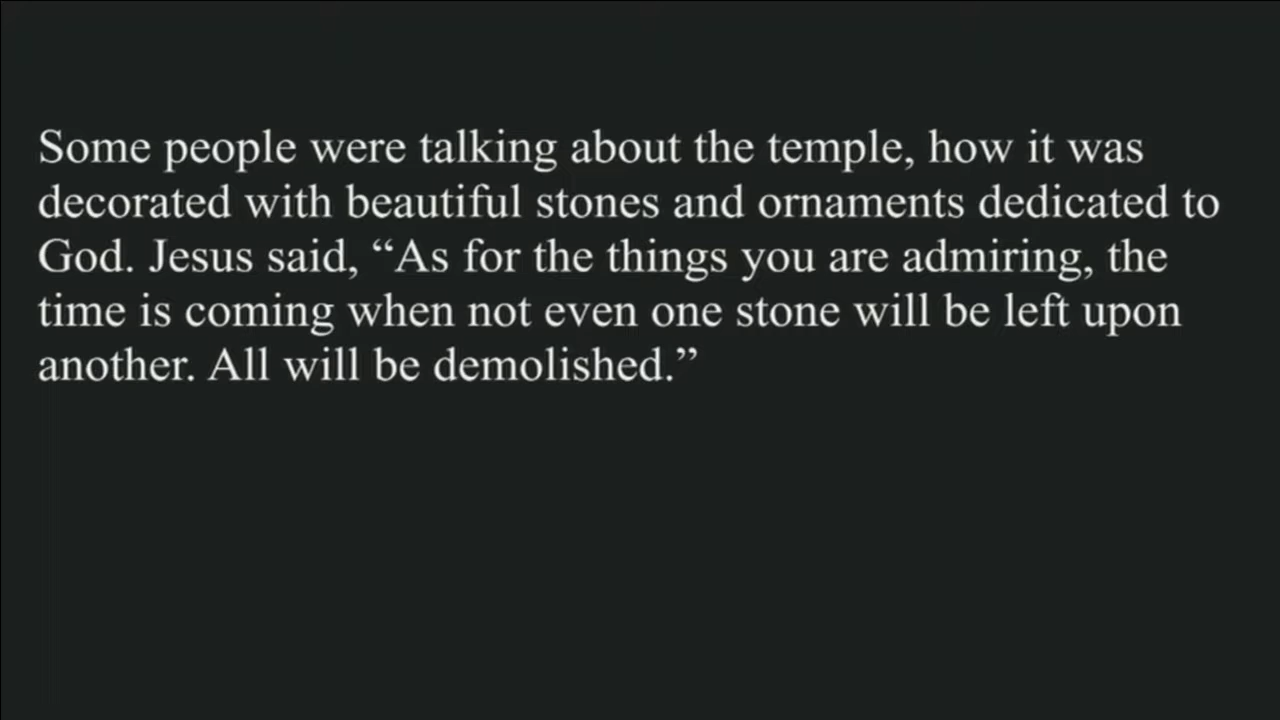 Some people were talking about the temple, how it was
decorated with beautiful stones and ornaments dedicated to
God. Jesus said, “As for the things you are admiring, the
time is coming when not even one stone will be left upon
another. All will be demolished.”